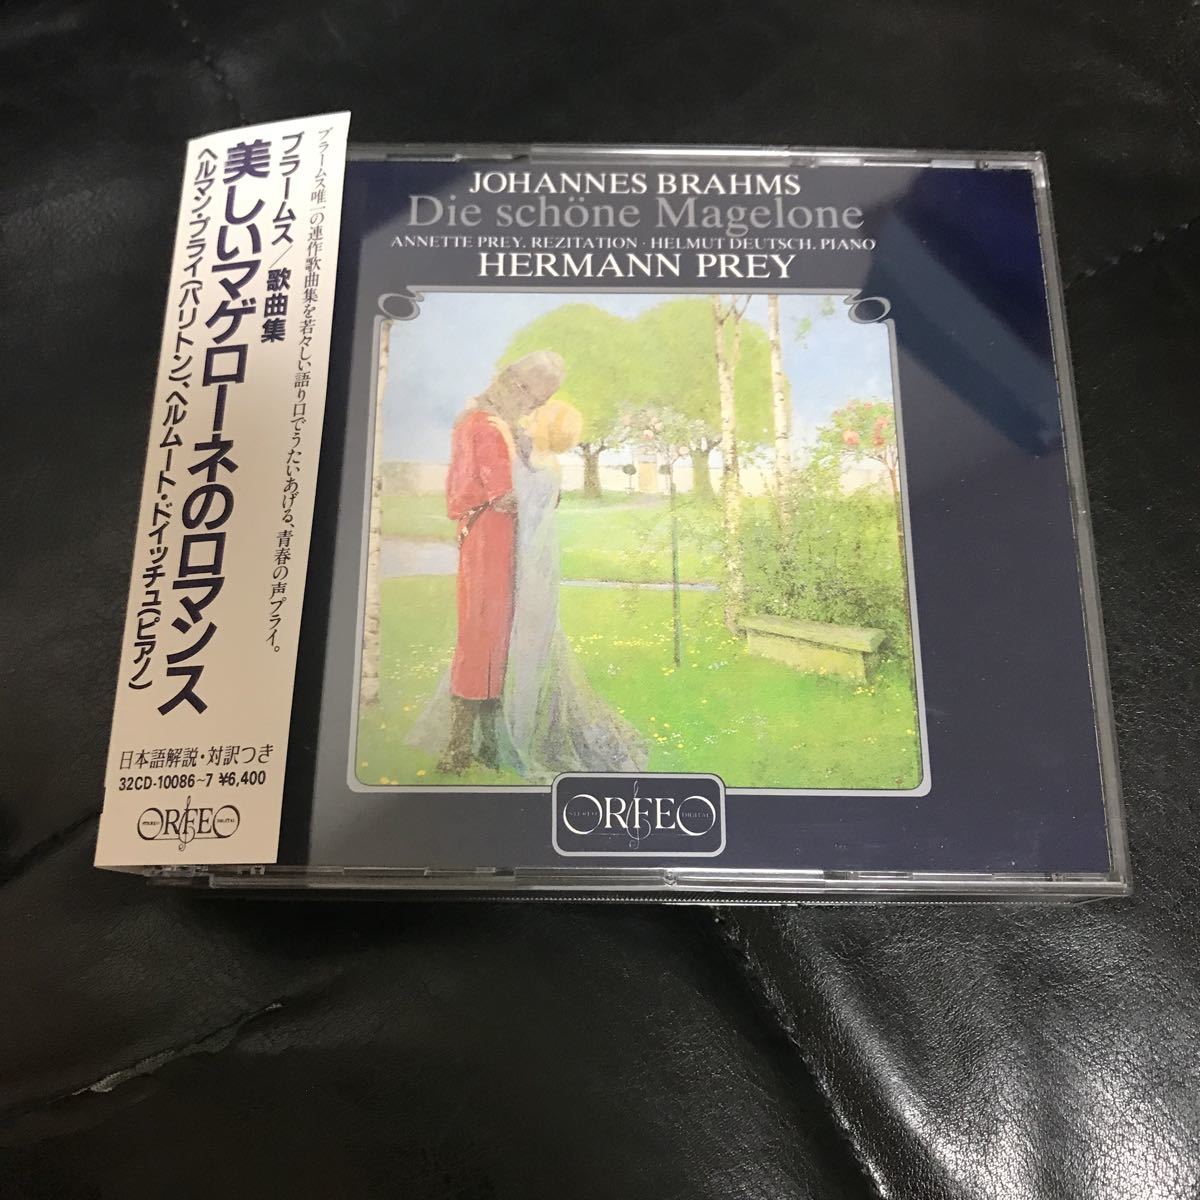 ブラームス唯一の連作歌曲集を若々しい語り口でうたいあげる、青春の声プライ。
ブラームス／歌曲集
美しいマゲローネのロマンス
ヘルマン・プライ(バリトン)、ヘルムート・ドイッチュ(ピアノ)
日本語解説・対訳つき
32CD-10086~7 ¥6,400
STEREO ORFEO DIGITAL
JOHANNES BRAHMS
Die schöne Magelone
ANNETTE PREY, REZITATION · HELMUT DEUTSCH, PIANO
HERMANN PREY
STEREO ORFEO DIGITAL